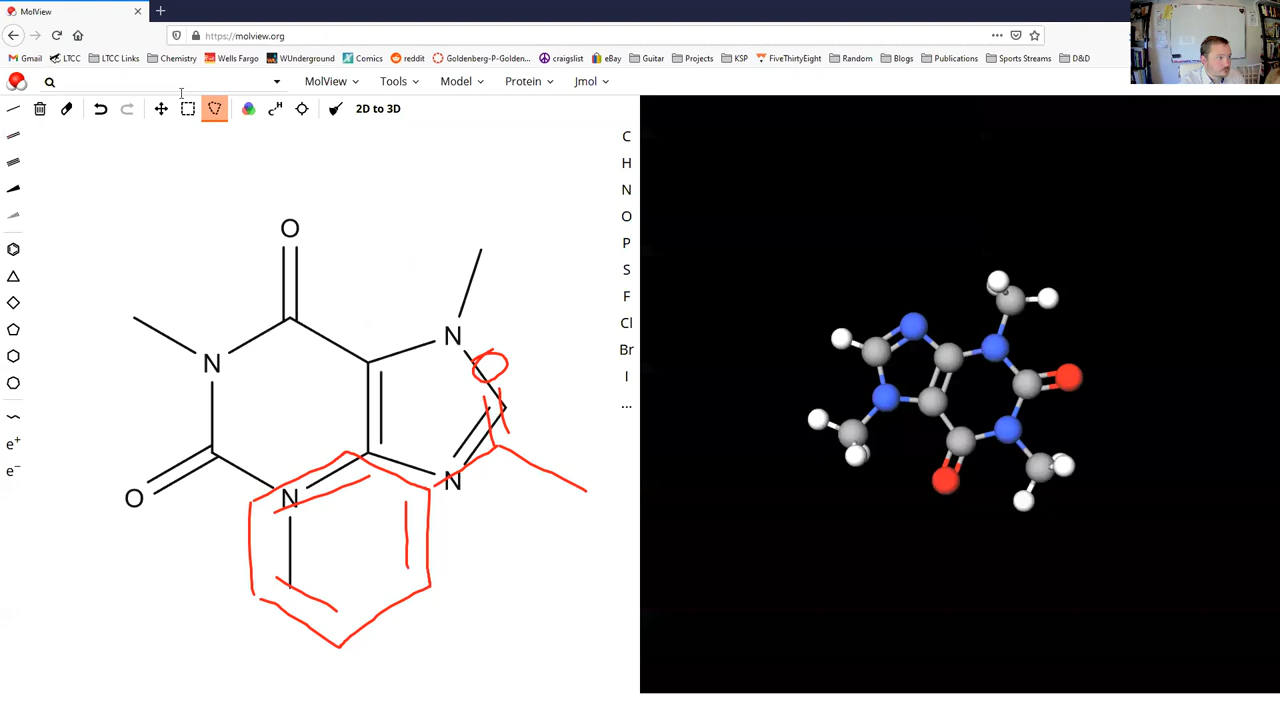 MolView
https://molview.org
Gmail LTCC LTCC Links Chemistry Wells Fargo WUnderground Comics reddit Goldenberg-P-Golden... craigslist eBay Guitar Projects KSP FiveThirtyEight Random Blogs Publications Sports Streams D&D
MolView Tools Model Protein Jmol
C H 2D to 3D
C
H
N
O
P
S
F
Cl
Br
I
...
e+
e-
O
N
N
O
N
N
O